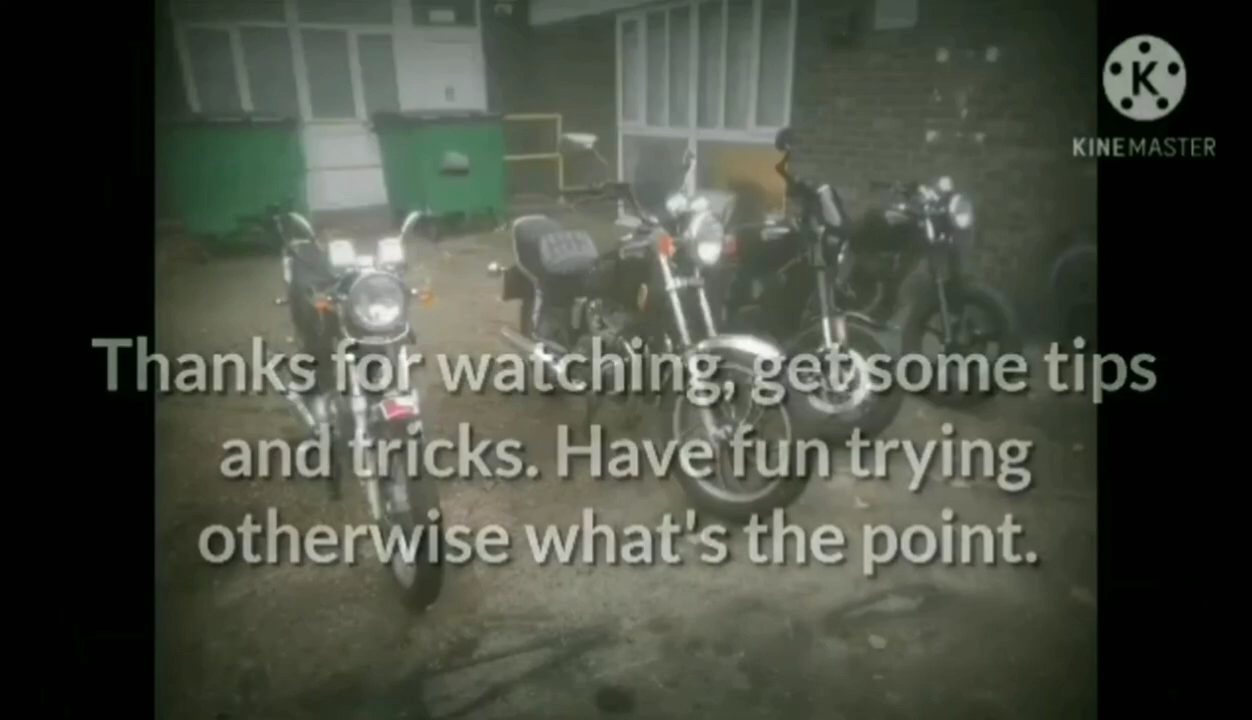 K
KINEMASTER
Thanks for watching, get some tips
and tricks. Have fun trying
otherwise what's the point.